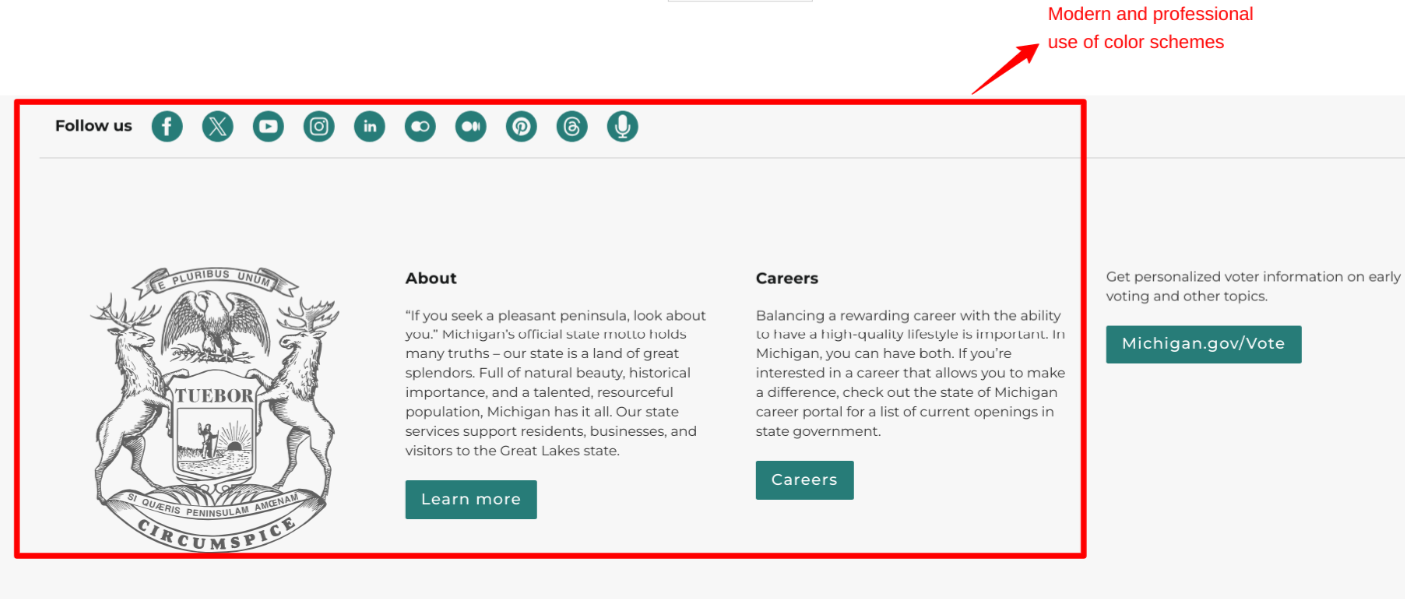 Modern and professional
use of color schemes
Follow us
E PLURIBUS UNUM
TUEBOR
SI QUÆRIS PENINSULAM AMŒNAM
CIRCUMSPICE
About
“If you seek a pleasant peninsula, look about
you.” Michigan’s official state motto holds
many truths – our state is a land of great
splendors. Full of natural beauty, historical
importance, and a talented, resourceful
population, Michigan has it all. Our state
services support residents, businesses, and
visitors to the Great Lakes state.
Learn more
Careers
Balancing a rewarding career with the ability
to have a high-quality lifestyle is important. In
Michigan, you can have both. If you’re
interested in a career that allows you to make
a difference, check out the state of Michigan
career portal for a list of current openings in
state government.
Careers
Get personalized voter information on early
voting and other topics.
Michigan.gov/Vote